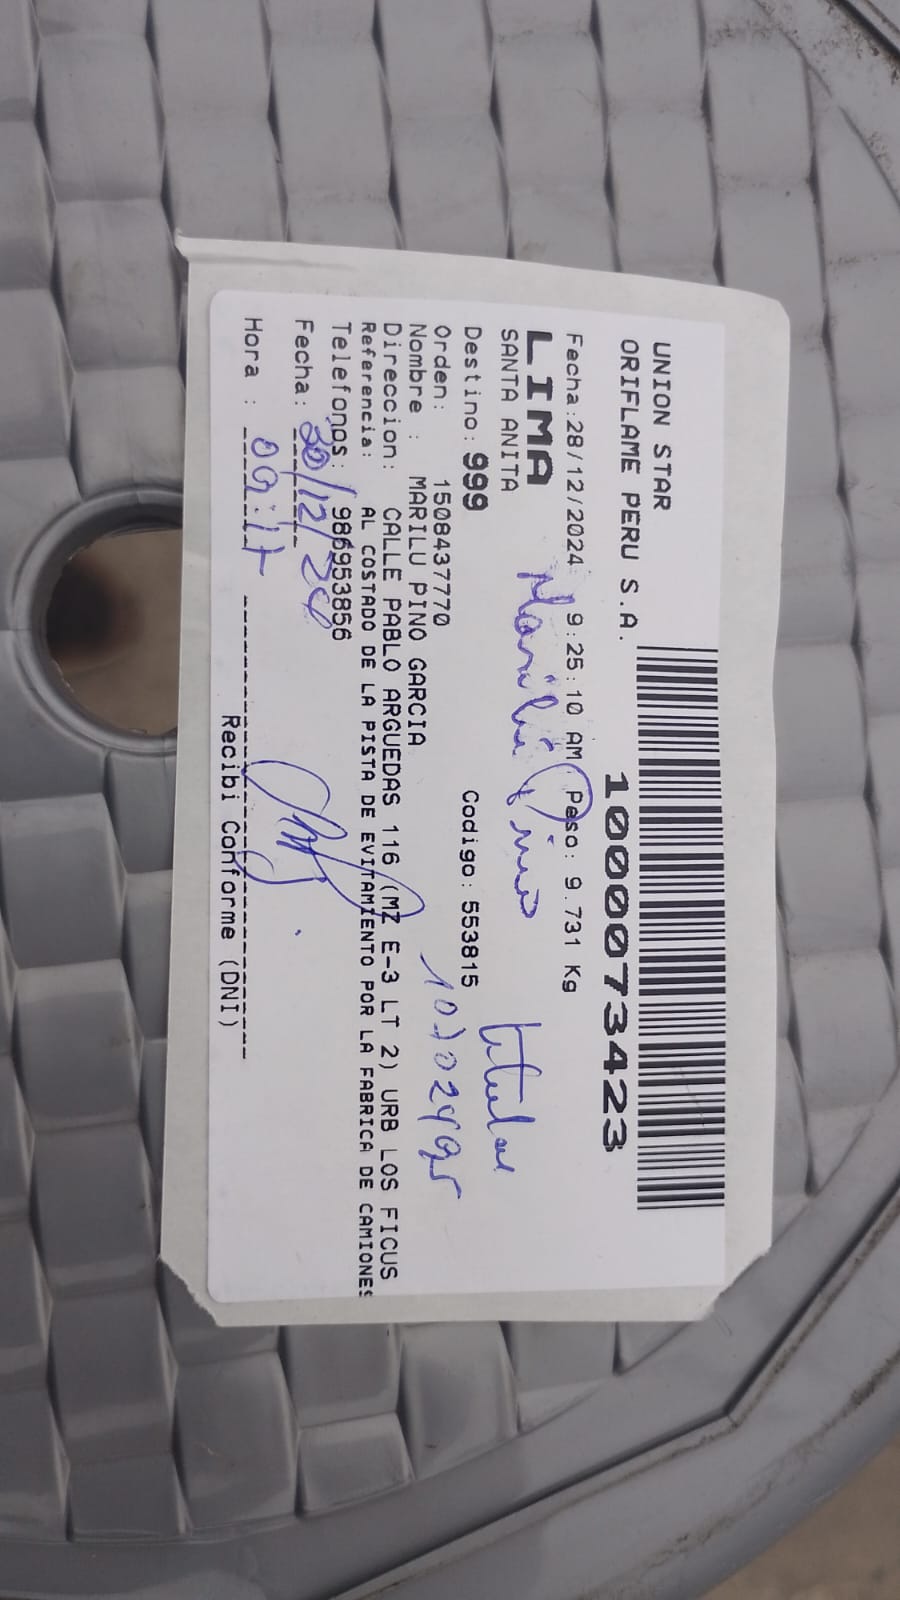 UNION STAR
ORIFLAME PERU S.A.
10000073423
Fecha:28/12/2024 9:25:10 AM Peso: 9.731 Kg
LIMA
Marilú Pino
SANTA ANITA
titular
Destino: 999 Codigo: 553815
Orden: 1508437770
Nombre : MARILU PINO GARCIA
Direccion: CALLE PABLO ARGUEDAS 116 (MZ E-3 LT 2) URB LOS FICUS
Referencia: AL COSTADO DE LA PISTA DE EVITAMIENTO POR LA FABRICA DE CAMIONES
Telefonos: 986953856
Fecha: 30/12/24
Hora : 09:17
Recibi Conforme (DNI)